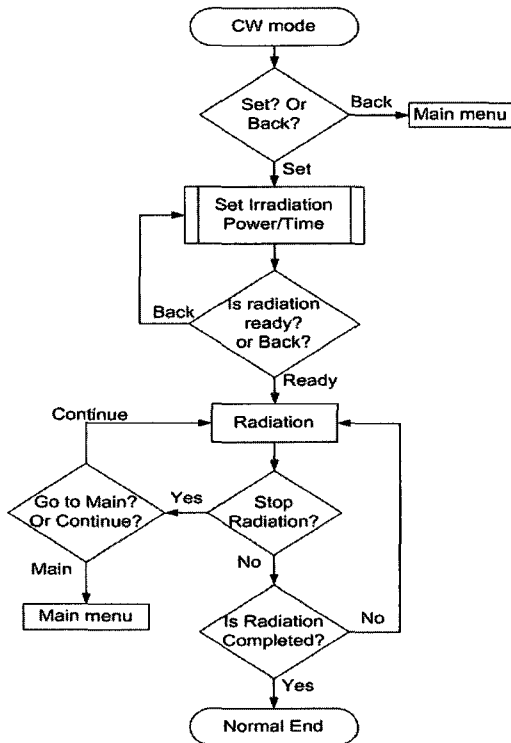 CW mode
Set? Or
Back?
Back
Main menu
Set
Set Irradiation
Power/Time
Back
Is radiation
ready?
or Back?
Ready
Continue
Radiation
Go to Main?
Or Continue?
Yes
Stop
Radiation?
Main
No
Main menu
Is Radiation
Completed?
No
Yes
Normal End